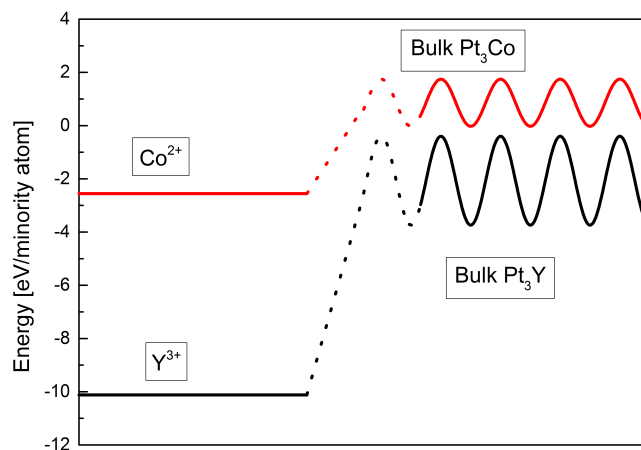 4
2
0
-2
-4
-6
-8
-10
-12
Energy [eV/minority atom]
Bulk Pt₃Co
Co²⁺
Bulk Pt₃Y
Y³⁺